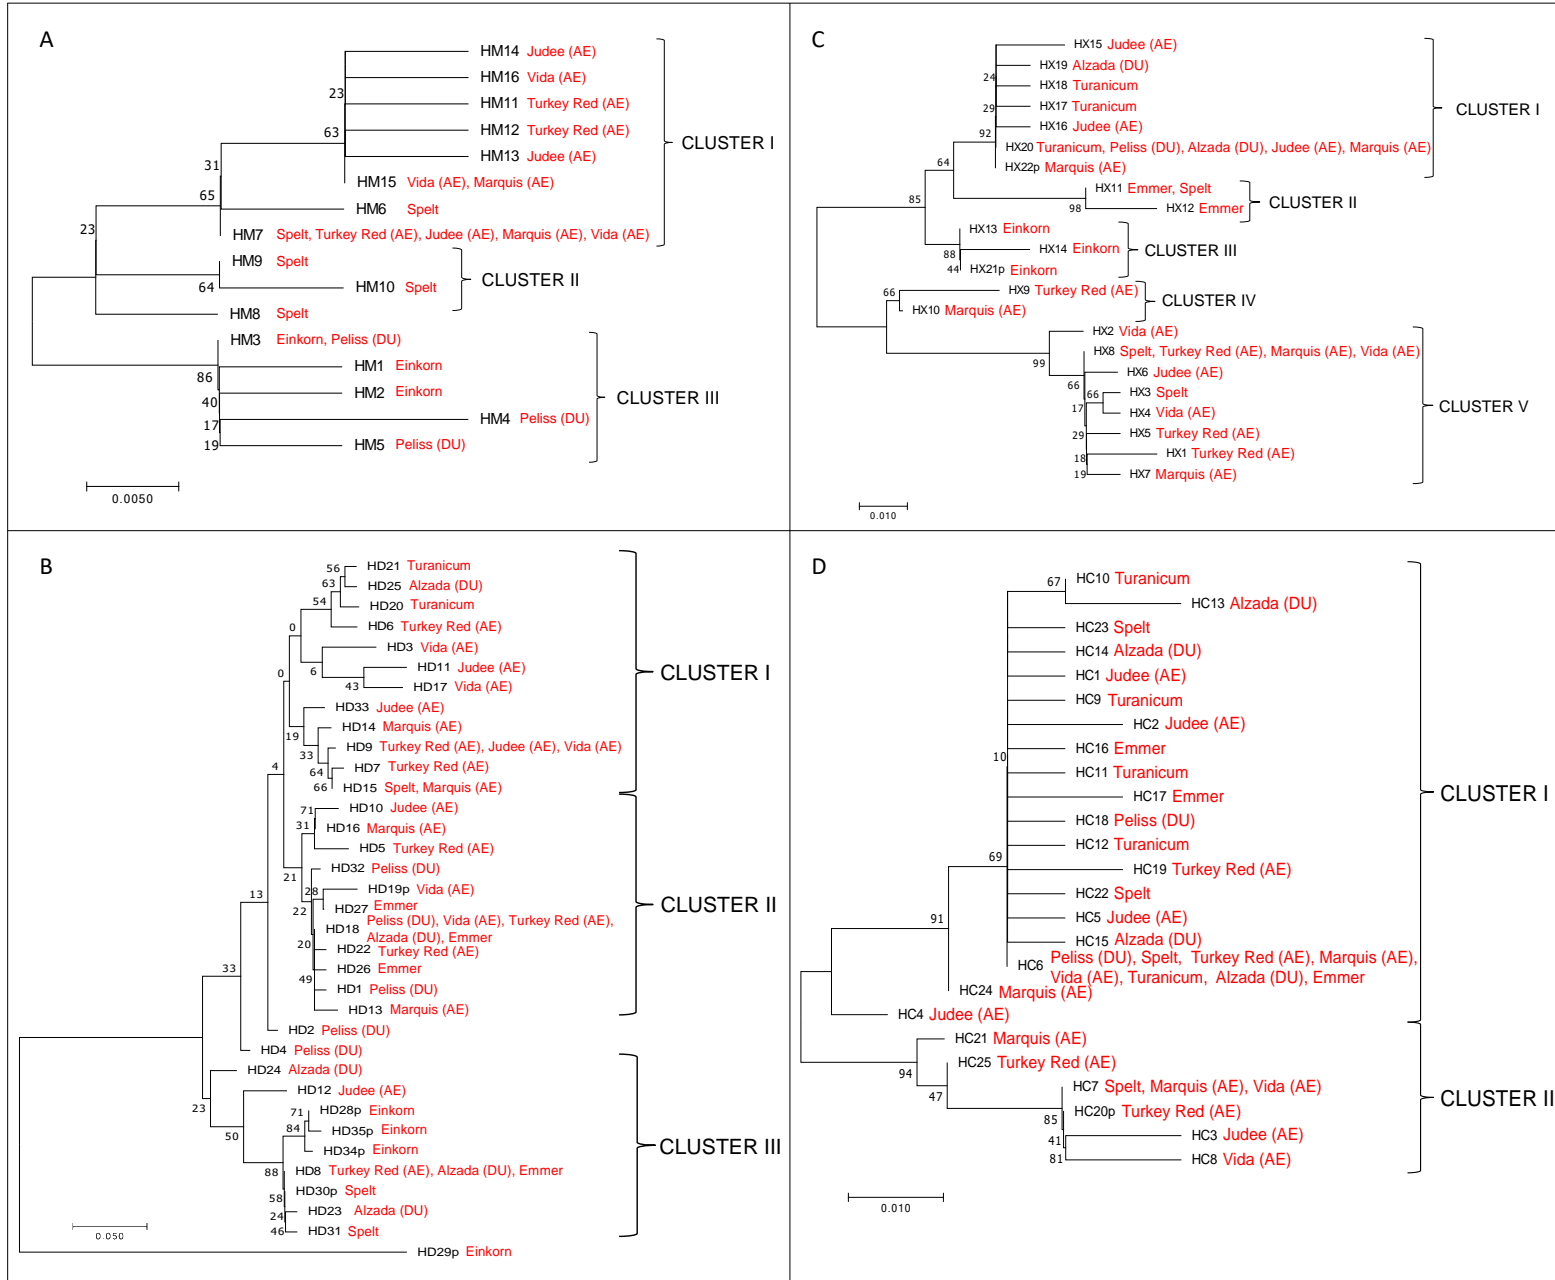 A
HM14 Judee (AE)
HM16 Vida (AE)
23
HM11 Turkey Red (AE)
HM12 Turkey Red (AE)
63
HM13 Judee (AE)
CLUSTER I
31
HM15 Vida (AE), Marquis (AE)
65
HM6 Spelt
23
HM7 Spelt, Turkey Red (AE), Judee (AE), Marquis (AE), Vida (AE)
HM9 Spelt
64
HM10 Spelt
CLUSTER II
HM8 Spelt
HM3 Einkorn, Peliss (DU)
HM1 Einkorn
86
HM2 Einkorn
CLUSTER III
40
HM4 Peliss (DU)
17
HM5 Peliss (DU)
19
0.0050
C
HX15 Judee (AE)
HX19 Alzada (DU)
24
HX18 Turanicum
HX17 Turanicum
29
CLUSTER I
HX16 Judee (AE)
92
HX20 Turanicum, Peliss (DU), Alzada (DU), Judee (AE), Marquis (AE)
64
HX22p Marquis (AE)
HX11 Emmer, Spelt
CLUSTER II
85
98
HX12 Emmer
HX13 Einkorn
HX14 Einkorn
CLUSTER III
88
44
HX21p Einkorn
66
HX9 Turkey Red (AE)
CLUSTER IV
HX10 Marquis (AE)
HX2 Vida (AE)
HX8 Spelt, Turkey Red (AE), Marquis (AE), Vida (AE)
99
HX6 Judee (AE)
66
66
HX3 Spelt
17
HX4 Vida (AE)
CLUSTER V
29
HX5 Turkey Red (AE)
18
HX1 Turkey Red (AE)
19
HX7 Marquis (AE)
0.010
B
56
HD21 Turanicum
63
HD25 Alzada (DU)
54
HD20 Turanicum
0
HD6 Turkey Red (AE)
HD3 Vida (AE)
0
6
HD11 Judee (AE)
CLUSTER I
43
HD17 Vida (AE)
HD33 Judee (AE)
19
HD14 Marquis (AE)
33
HD9 Turkey Red (AE), Judee (AE), Vida (AE)
4
64
HD7 Turkey Red (AE)
66
HD15 Spelt, Marquis (AE)
71
HD10 Judee (AE)
31
HD16 Marquis (AE)
HD5 Turkey Red (AE)
21
HD32 Peliss (DU)
13
28
HD19p Vida (AE)
22
HD27 Emmer
CLUSTER II
HD18 Peliss (DU), Vida (AE), Turkey Red (AE),
Alzada (DU), Emmer
20
HD22 Turkey Red (AE)
33
HD26 Emmer
49
HD1 Peliss (DU)
HD13 Marquis (AE)
HD2 Peliss (DU)
HD4 Peliss (DU)
HD24 Alzada (DU)
23
HD12 Judee (AE)
71
HD28p Einkorn
50
84
HD35p Einkorn
HD34p Einkorn
CLUSTER III
88
HD8 Turkey Red (AE), Alzada (DU), Emmer
HD30p Spelt
58
24
HD23 Alzada (DU)
46
HD31 Spelt
0.050
HD29p Einkorn
D
67
HC10 Turanicum
HC13 Alzada (DU)
HC23 Spelt
HC14 Alzada (DU)
HC1 Judee (AE)
HC9 Turanicum
HC2 Judee (AE)
10
HC16 Emmer
HC11 Turanicum
HC17 Emmer
CLUSTER I
HC18 Peliss (DU)
HC12 Turanicum
69
HC19 Turkey Red (AE)
HC22 Spelt
91
HC5 Judee (AE)
HC15 Alzada (DU)
HC6 Peliss (DU), Spelt, Turkey Red (AE), Marquis (AE),
Vida (AE), Turanicum, Alzada (DU), Emmer
HC24 Marquis (AE)
HC4 Judee (AE)
HC21 Marquis (AE)
94
HC25 Turkey Red (AE)
47
HC7 Spelt, Marquis (AE), Vida (AE)
CLUSTER II
85
HC20p Turkey Red (AE)
41
HC3 Judee (AE)
81
HC8 Vida (AE)
0.010